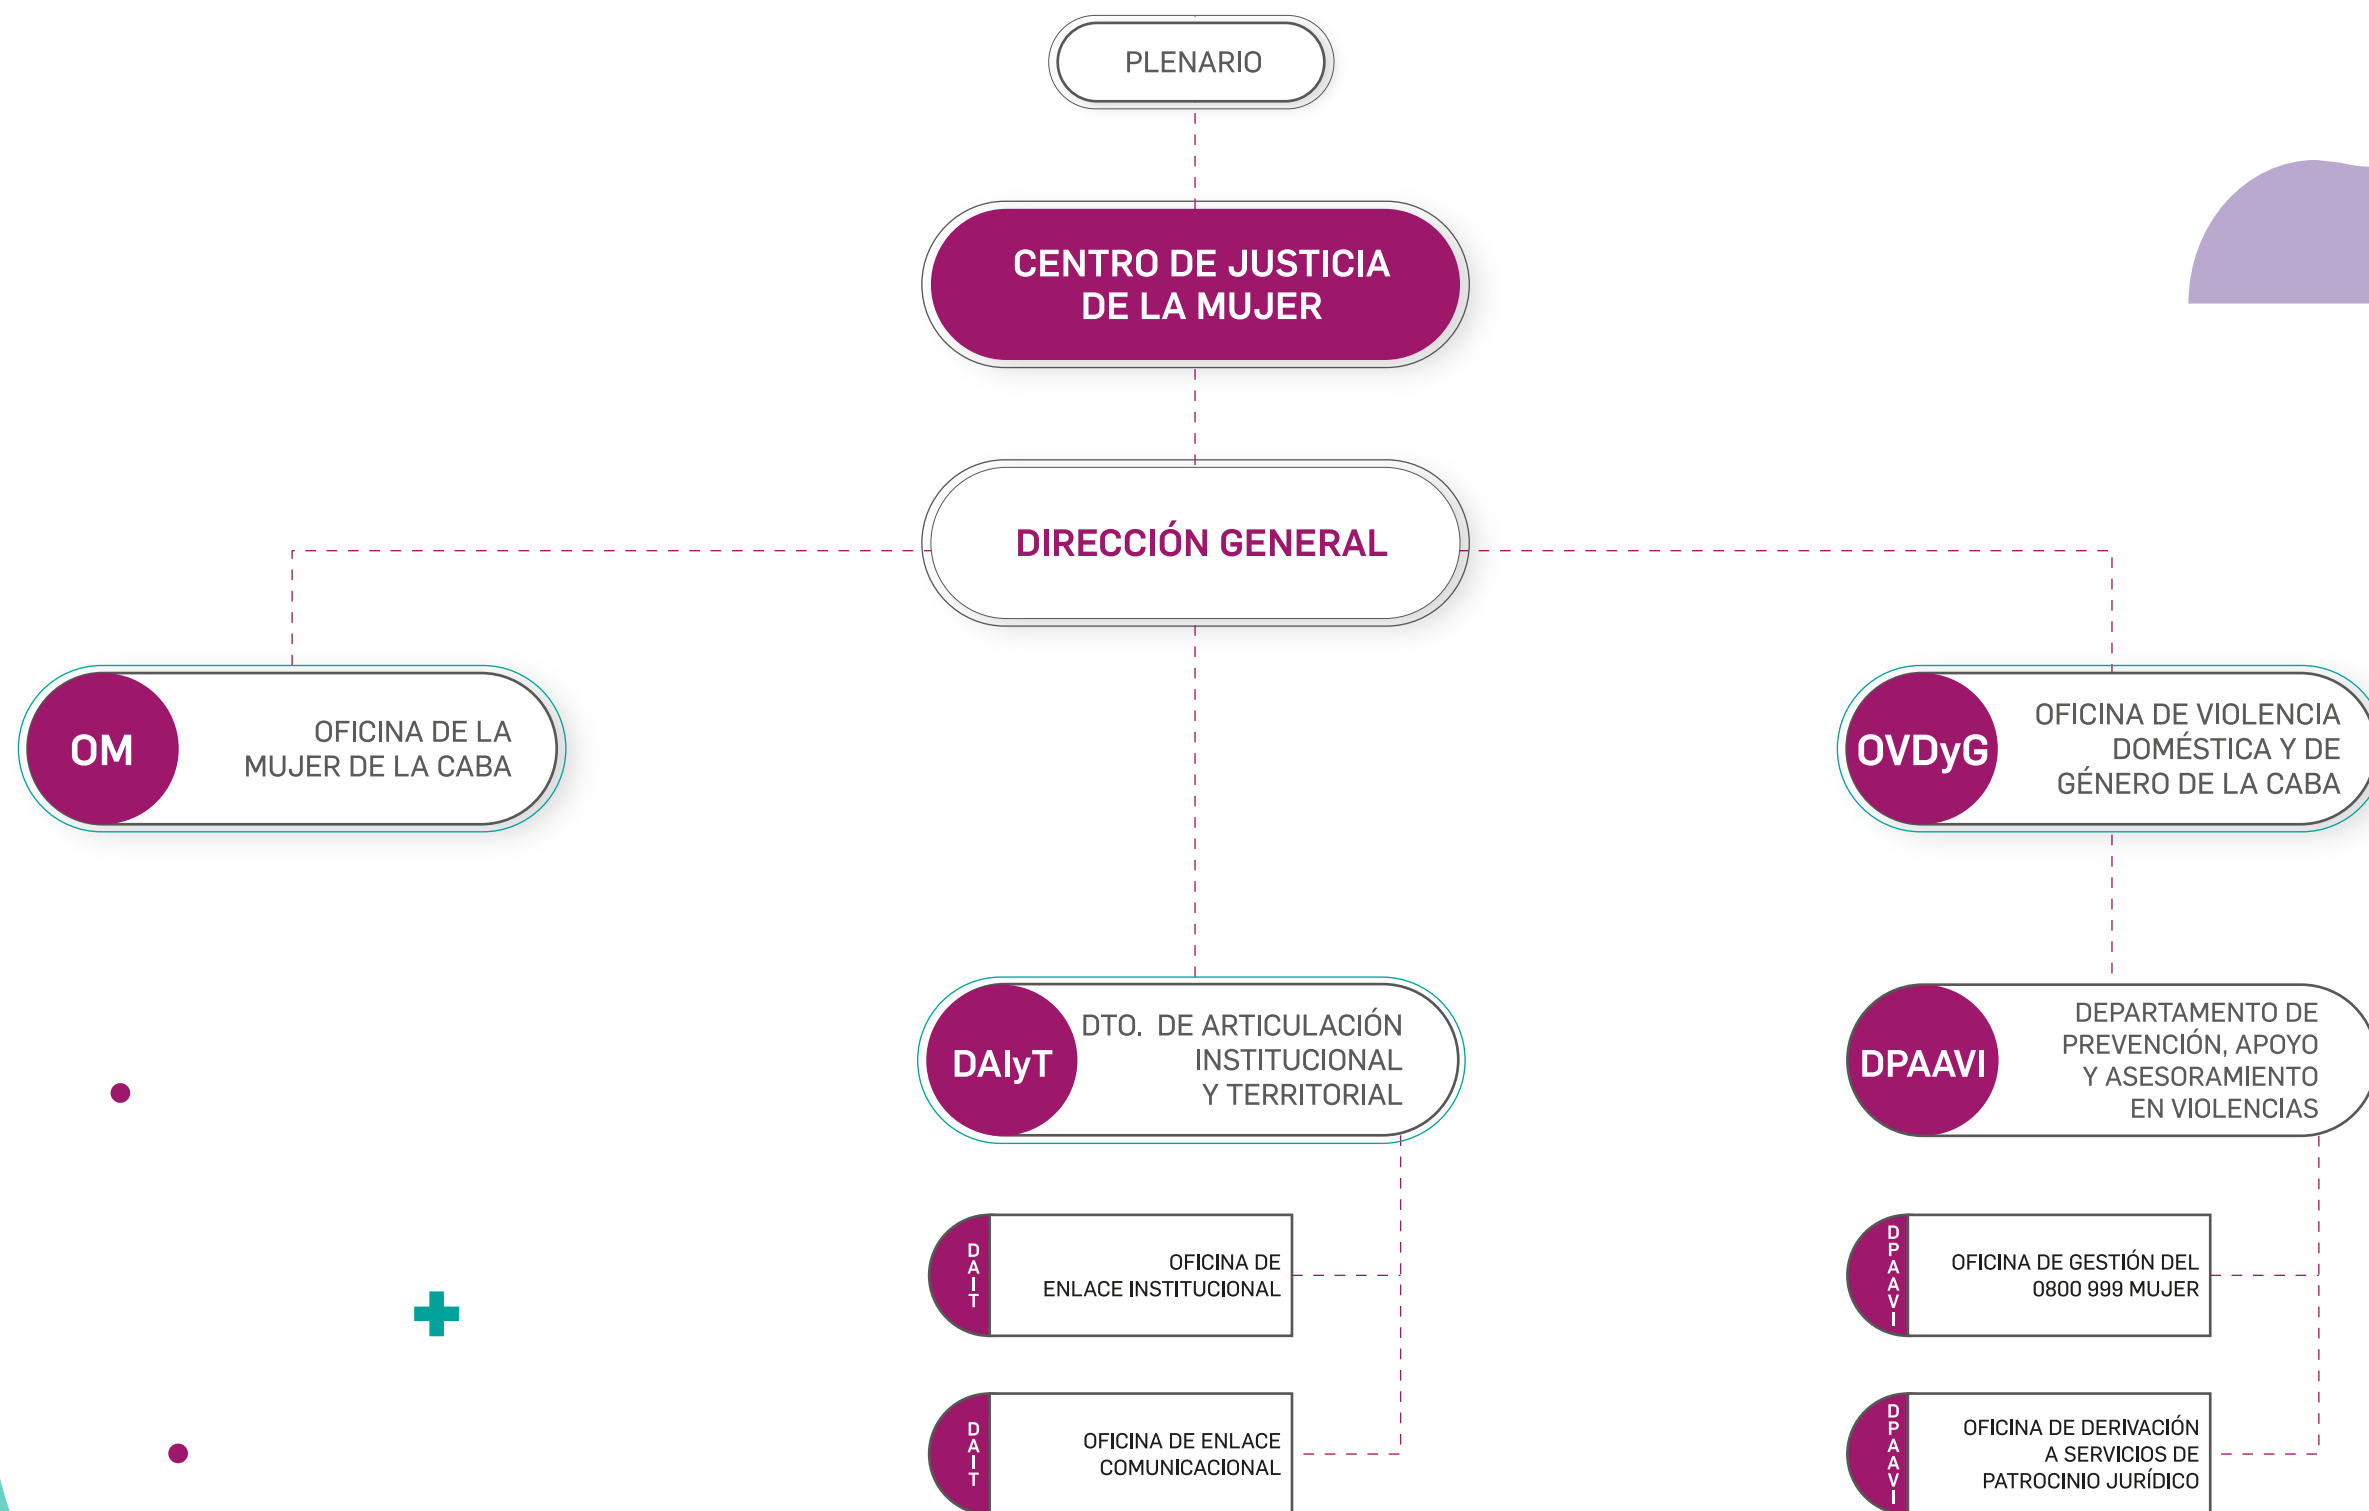 PLENARIO
CENTRO DE JUSTICIA
DE LA MUJER
DIRECCIÓN GENERAL
OM
OFICINA DE LA
MUJER DE LA CABA
OVDyG
OFICINA DE VIOLENCIA
DOMÉSTICA Y DE
GÉNERO DE LA CABA
DAIyT
DTO. DE ARTICULACIÓN
INSTITUCIONAL
Y TERRITORIAL
DPAAVI
DEPARTAMENTO DE
PREVENCIÓN, APOYO
Y ASESORAMIENTO
EN VIOLENCIAS
DAIT
OFICINA DE
ENLACE INSTITUCIONAL
DPAAVI
OFICINA DE GESTIÓN DEL
0800 999 MUJER
DAIT
OFICINA DE ENLACE
COMUNICACIONAL
DPAAVI
OFICINA DE DERIVACIÓN
A SERVICIOS DE
PATROCINIO JURÍDICO